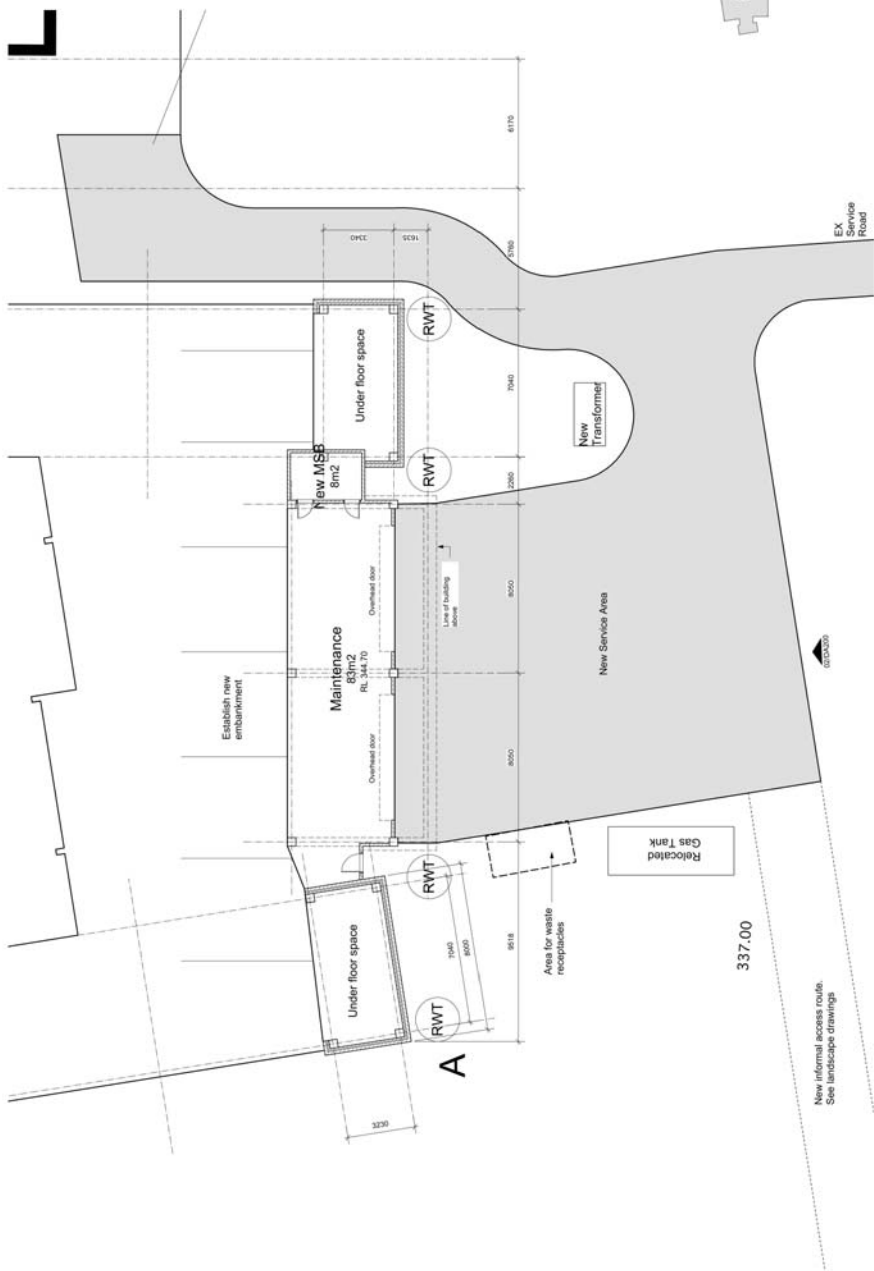 L
6170
5760
3340
1635
EX
Service
Road
RWT
Under floor space
7040
New
Transformer
New MSB
8m2
RWT
2260
Overhead door
Line of building
above
8050
New Service Area
Maintenance
83m2
RL 344.70
02/DA200
Establish new
embankment
Overhead door
8050
Relocated
Gas Tank
RWT
Area for waste
receptacles
Under floor space
7040
8000
9518
337.00
RWT
A
3230
New informal access route.
See landscape drawings